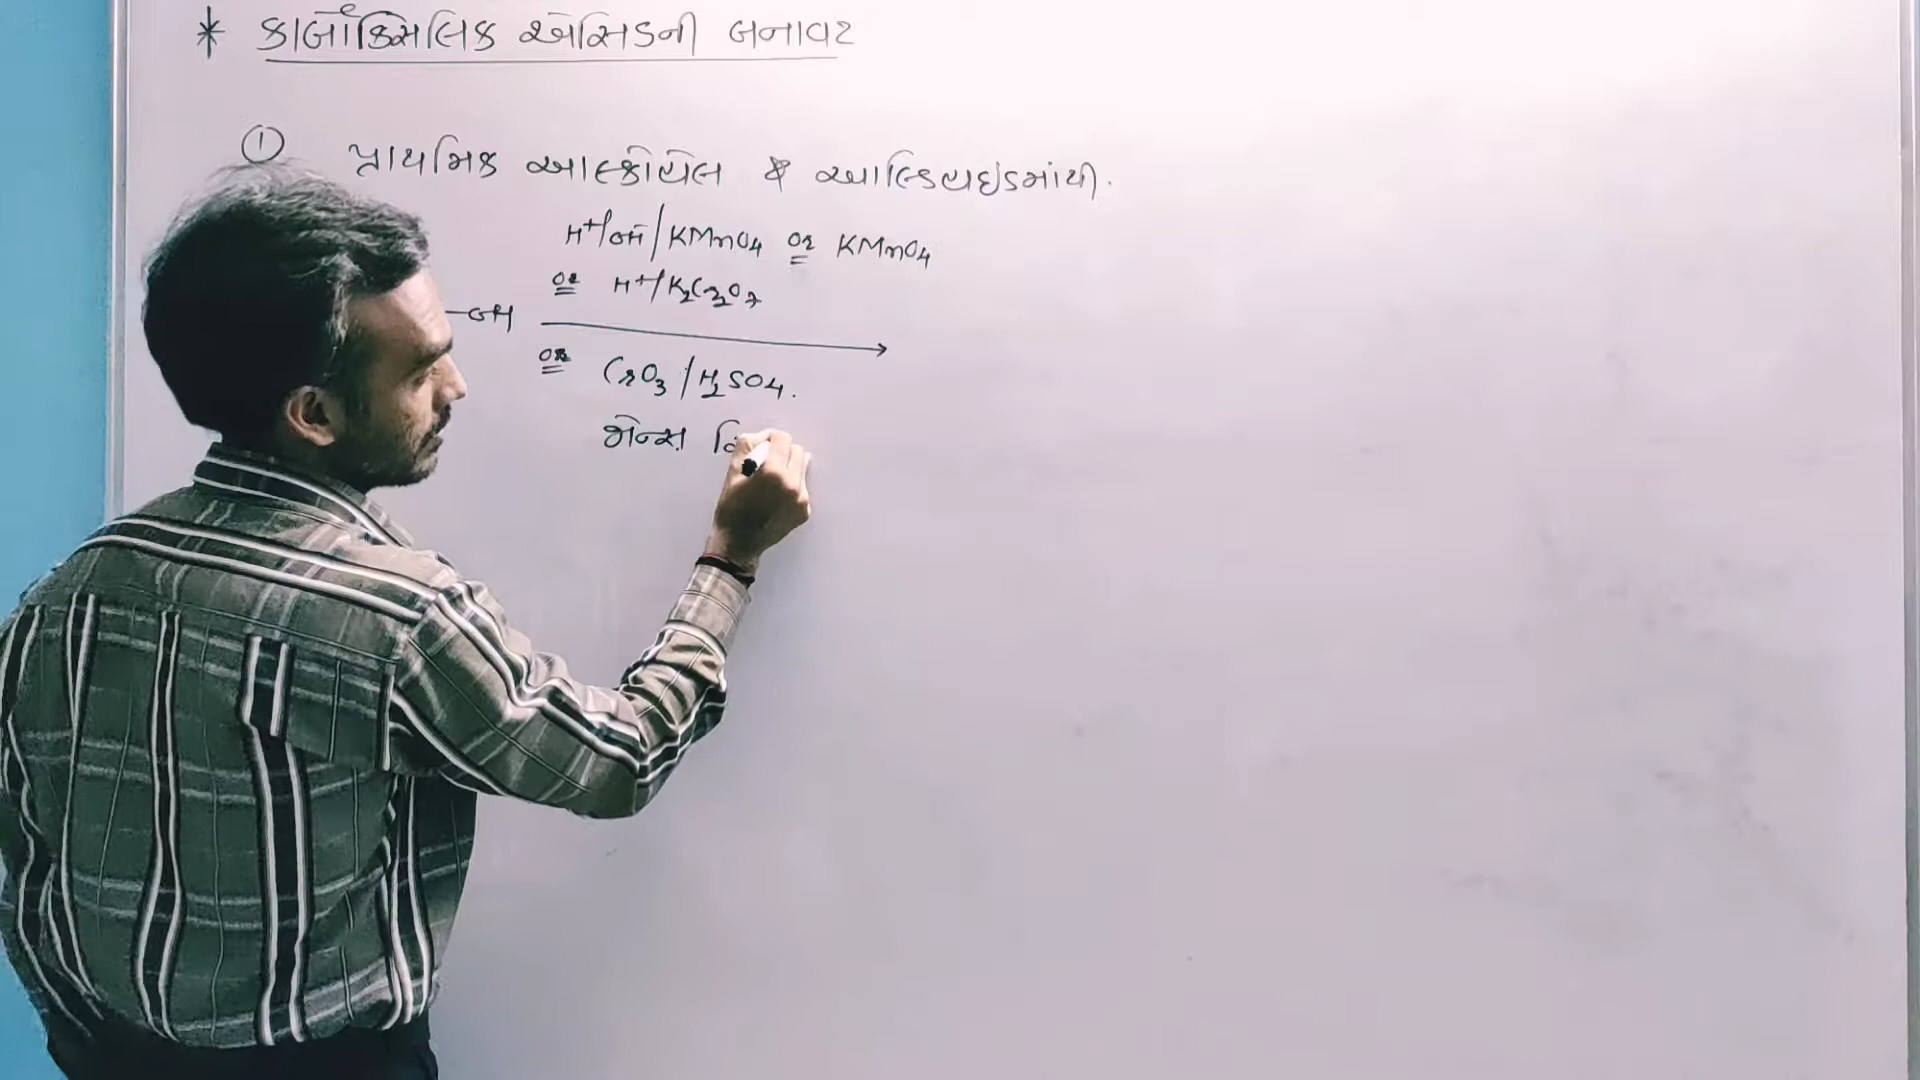 * કાર્બોક્સિલિક એસિડની બનાવટ
① પ્રાથમિક આલ્કોહોલ કે આલ્ડિહાઇડમાંથી.
H⁺/OH⁻/KMnO₄ or KMnO₄
or H⁺/K₂Cr₂O₇
-OH
or CrO₃/H₂SO₄.
જોન્સ